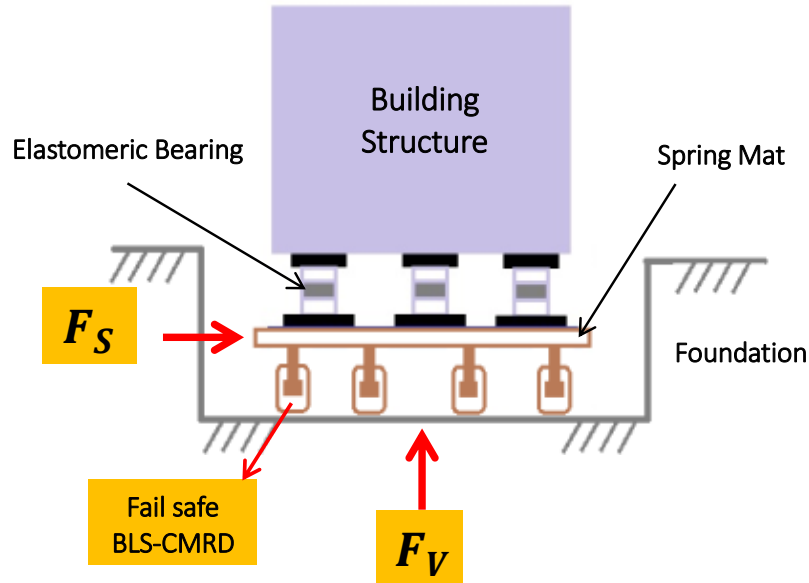 Building
Structure
Elastomeric Bearing
Spring Mat
F_S
Foundation
Fail safe
BLS-CMRD
F_V